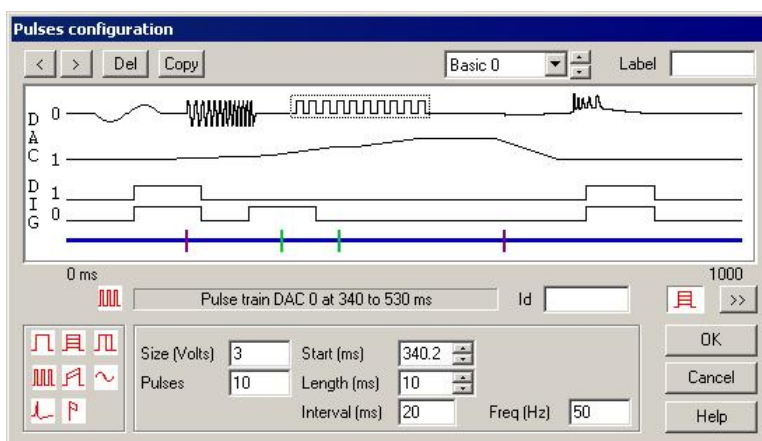 Pulses configuration
< > Del Copy Basic 0 Label
DAC 0
1
DIG 1
0
0 ms 1000
Pulse train DAC 0 at 340 to 530 ms Id >>
Size (Volts) 3 Start (ms) 340.2 OK
Pulses 10 Length (ms) 10 Cancel
Interval (ms) 20 Freq (Hz) 50 Help